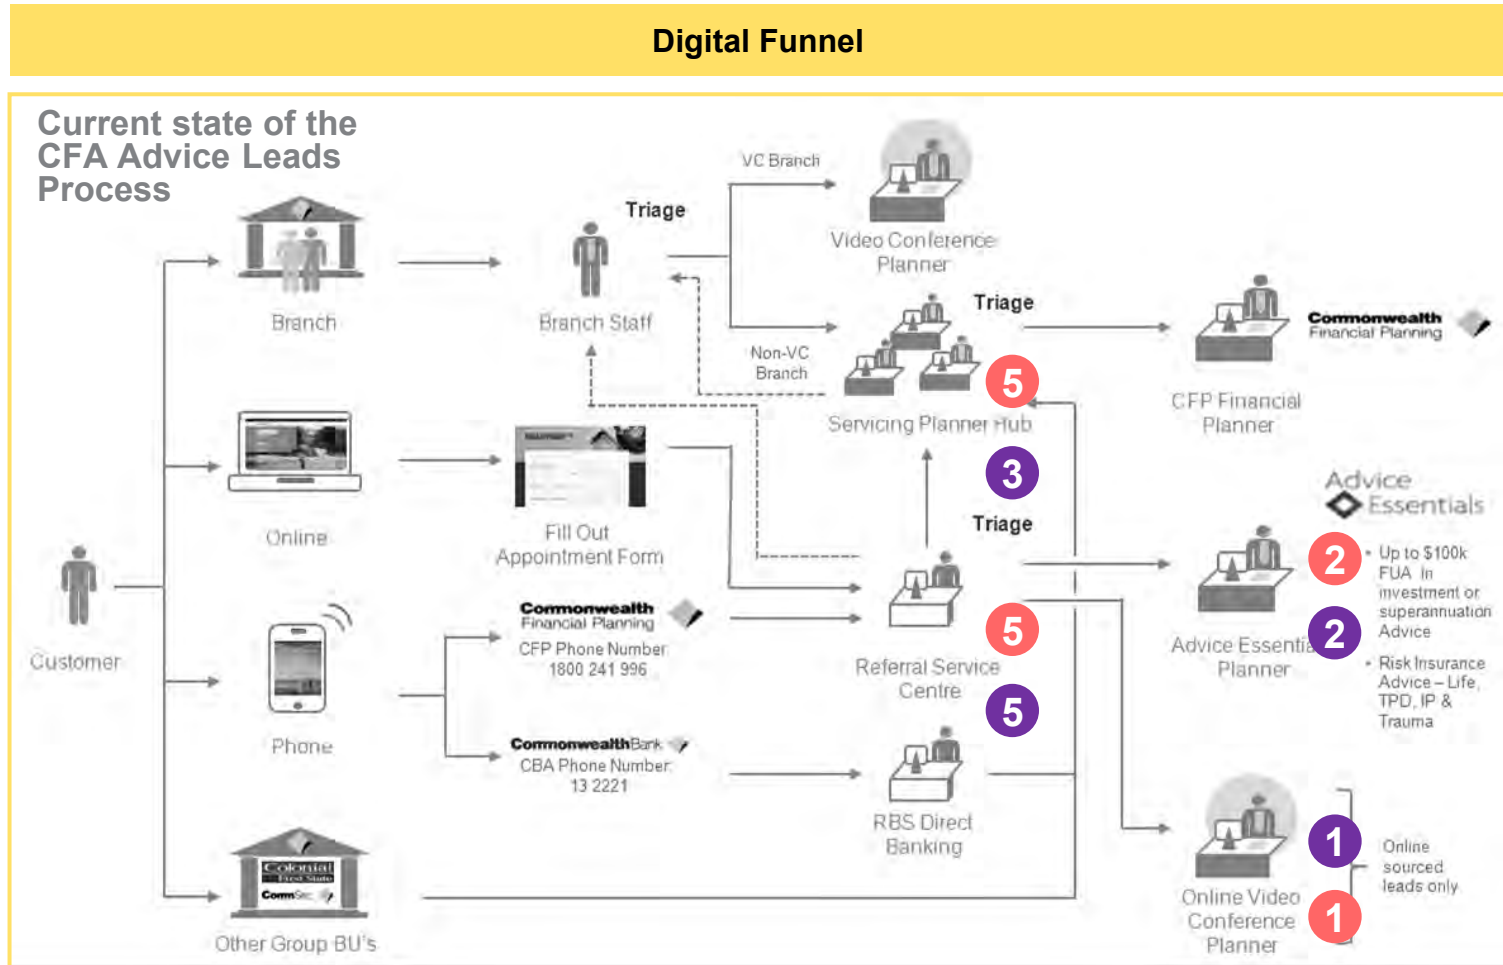 Digital Funnel
Current state of the
CFA Advice Leads
Process
Branch
Triage
Branch Staff
VC Branch
Video Conference
Planner
Non-VC
Branch
Triage
5
Servicing Planner Hub
3
CFP Financial
Planner
Commonwealth
Financial Planning
Online
Fill Out
Appointment Form
Triage
Customer
Phone
Commonwealth
Financial Planning
CFP Phone Number
1800 241 996
CommonwealthBank
CBA Phone Number:
13 2221
5
Referral Service
Centre
5
RBS Direct
Banking
Advice
Essentials
2
2
Advice Essential
Planner
• Up to $100k
FUA in
investment or
superannuation
Advice
• Risk Insurance
Advice – Life,
TPD, IP &
Trauma
Colonial
First State
CommSec
Other Group BU's
1
Online Video
Conference
Planner
1
Online
sourced
leads only